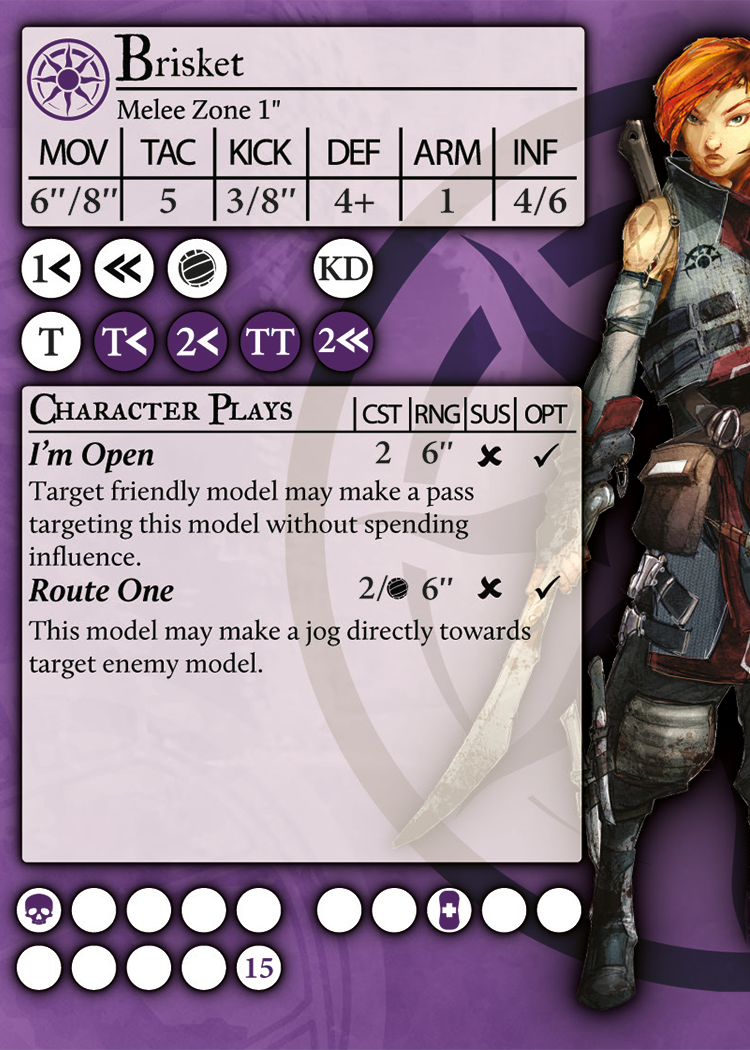 Brisket
Melee Zone 1"
MOV TAC KICK DEF ARM INF
6"/8" 5 3/8" 4+ 1 4/6
1< << KD
T T< 2< TT 2<<
Character Plays CST RNG SUS OPT
I'm Open 2 6" ✘ ✓
Target friendly model may make a pass
targeting this model without spending
influence.
Route One 2/ 6" ✘ ✓
This model may make a jog directly towards
target enemy model.
15